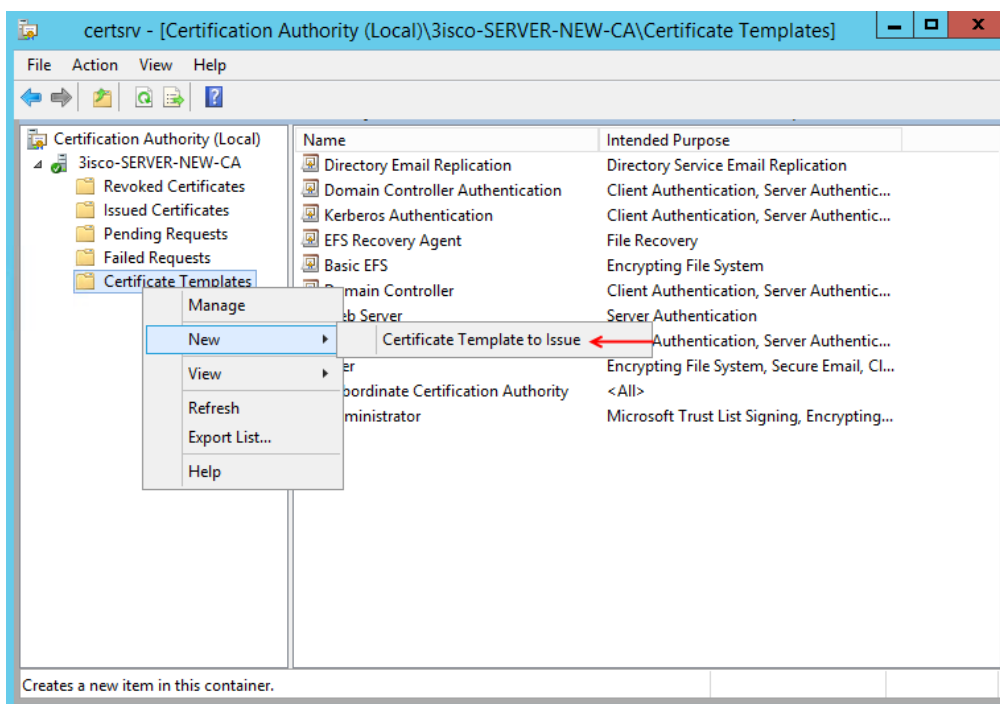 certsrv - [Certification Authority (Local)\3isco-SERVER-NEW-CA\Certificate Templates]
File Action View Help
Certification Authority (Local)
3isco-SERVER-NEW-CA
Revoked Certificates
Issued Certificates
Pending Requests
Failed Requests
Certificate Templates
Manage
New
View
Refresh
Export List...
Help
Certificate Template to Issue
Name Intended Purpose
Directory Email Replication Directory Service Email Replication
Domain Controller Authentication Client Authentication, Server Authentic...
Kerberos Authentication Client Authentication, Server Authentic...
EFS Recovery Agent File Recovery
Basic EFS Encrypting File System
main Controller Client Authentication, Server Authentic...
eb Server Server Authentication
Authentication, Server Authentic...
er Encrypting File System, Secure Email, Cl...
bordinate Certification Authority <All>
ministrator Microsoft Trust List Signing, Encrypting...
Creates a new item in this container.